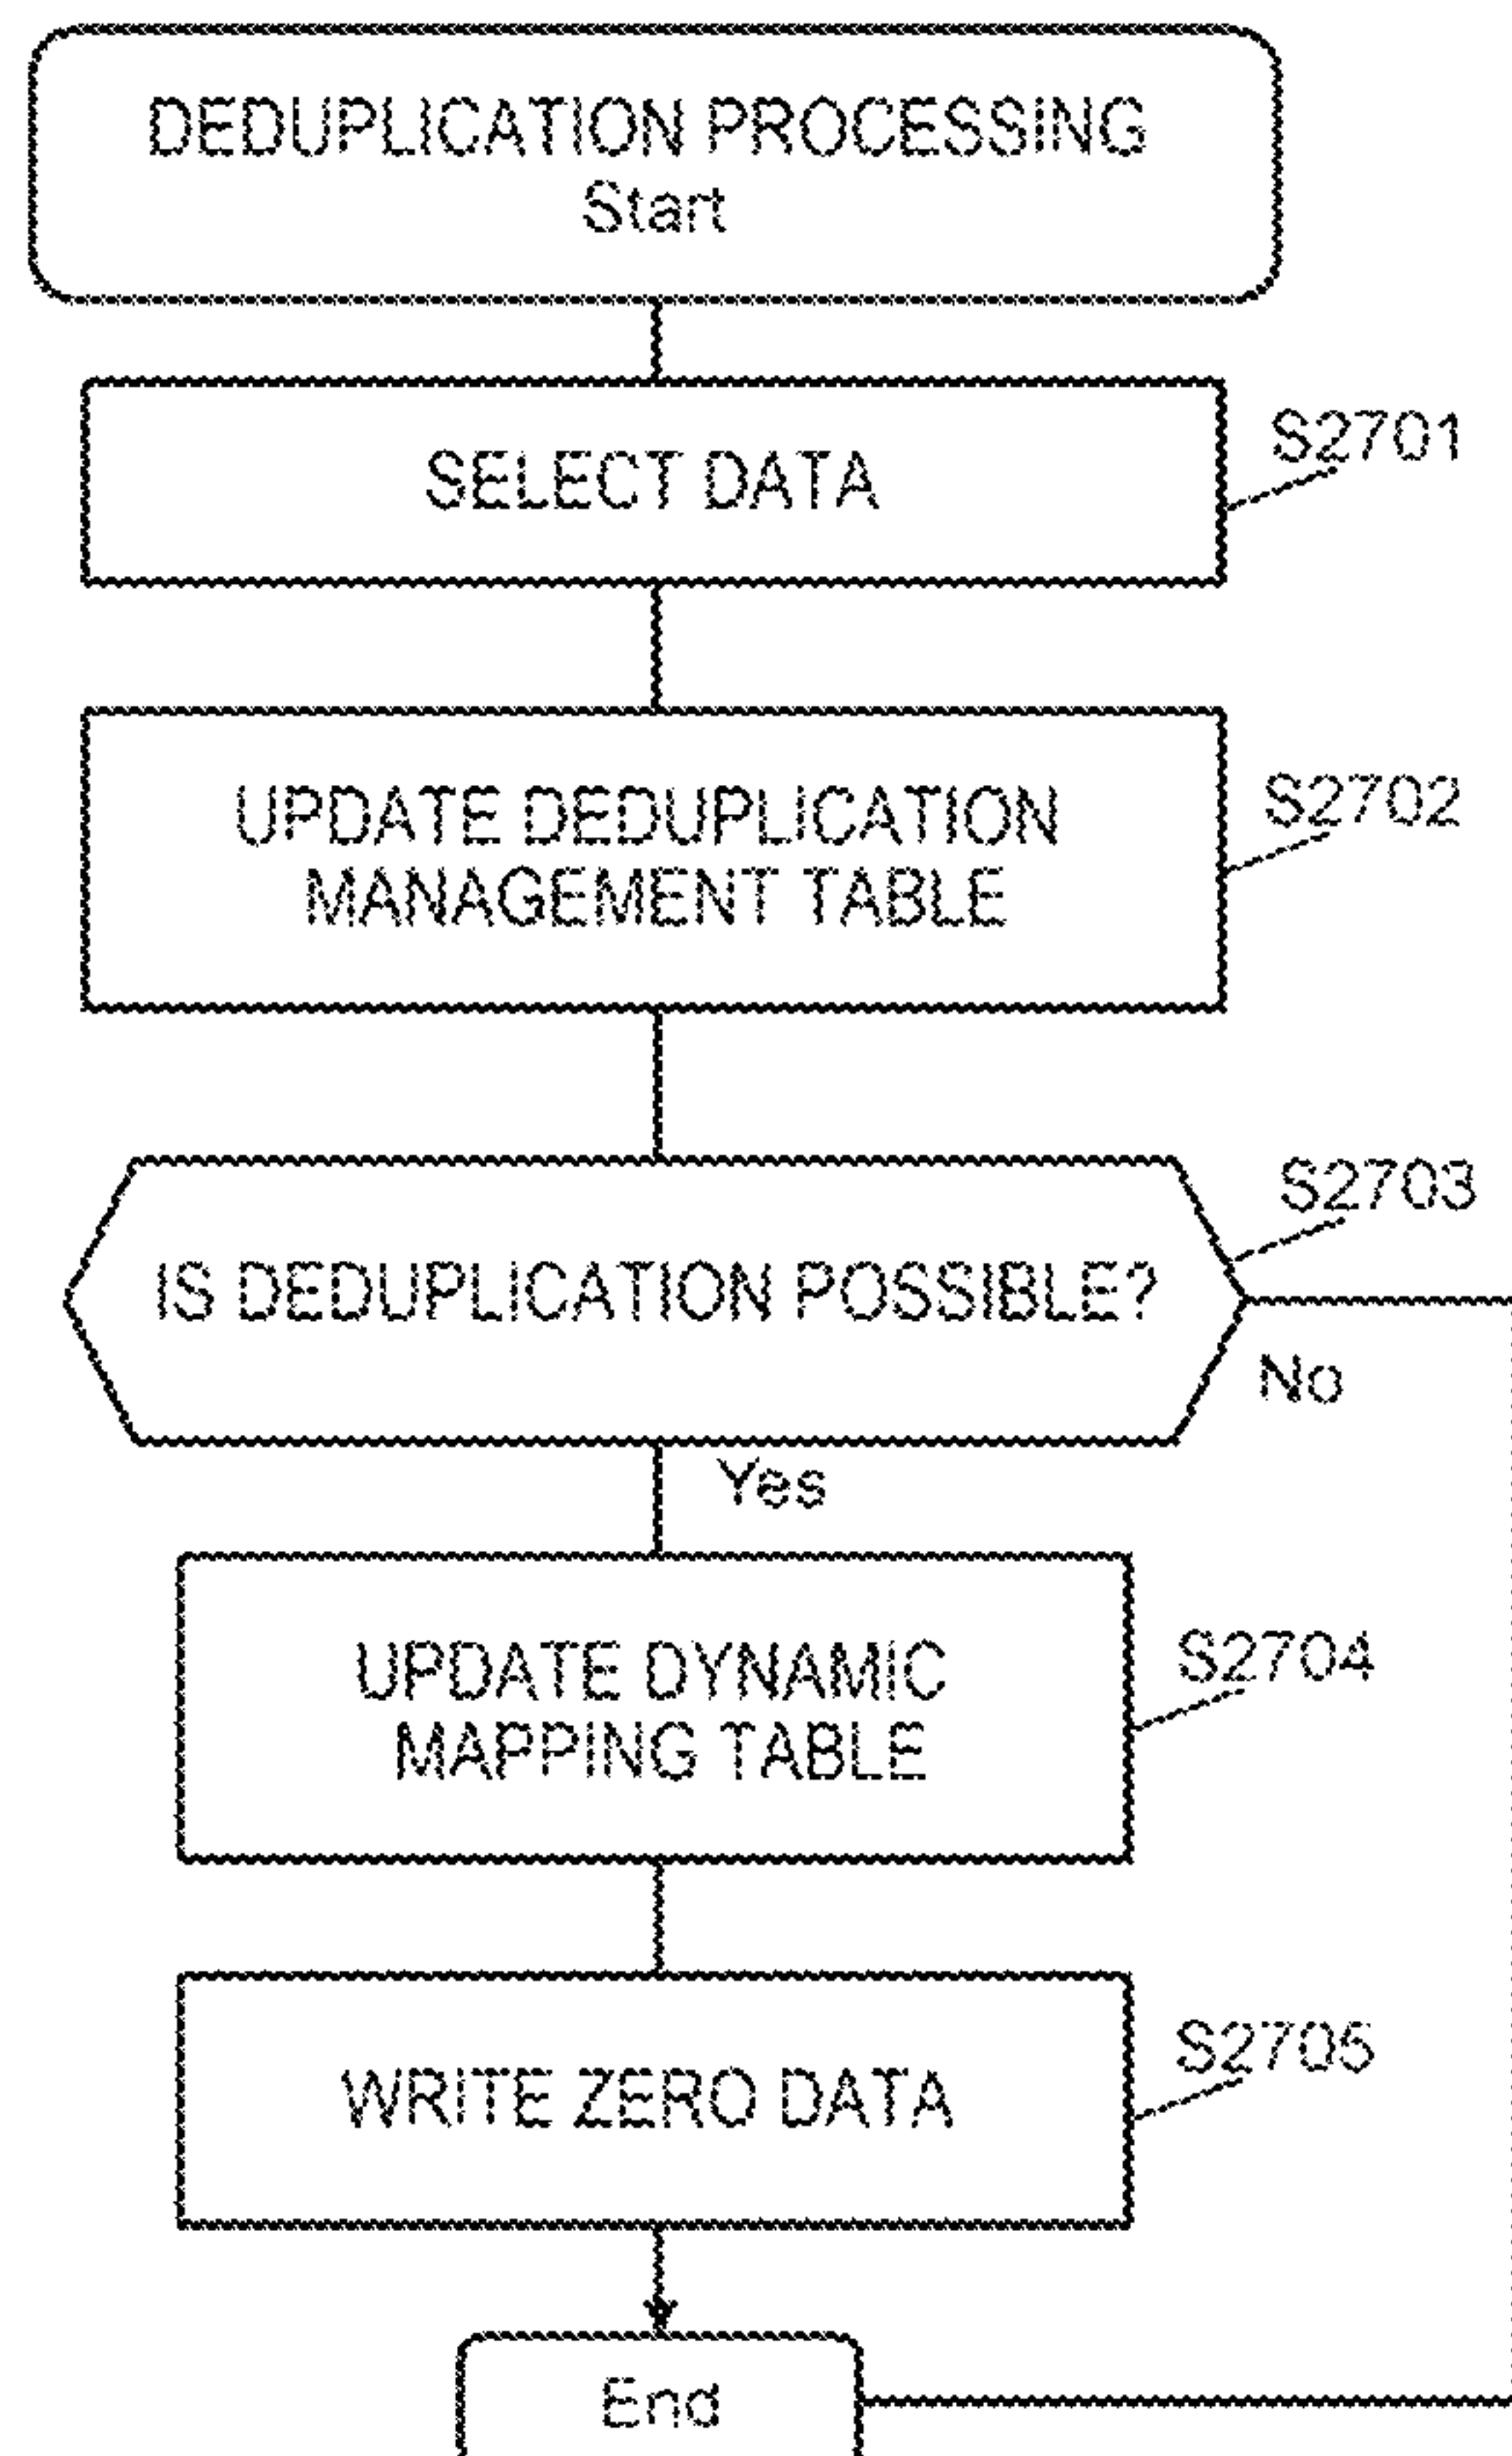 DEDUPLICATION PROCESSING
Start
SELECT DATA
S2701
UPDATE DEDUPLICATION
MANAGEMENT TABLE
S2702
IS DEDUPLICATION POSSIBLE?
S2703
No
Yes
UPDATE DYNAMIC
MAPPING TABLE
S2704
WRITE ZERO DATA
S2705
End